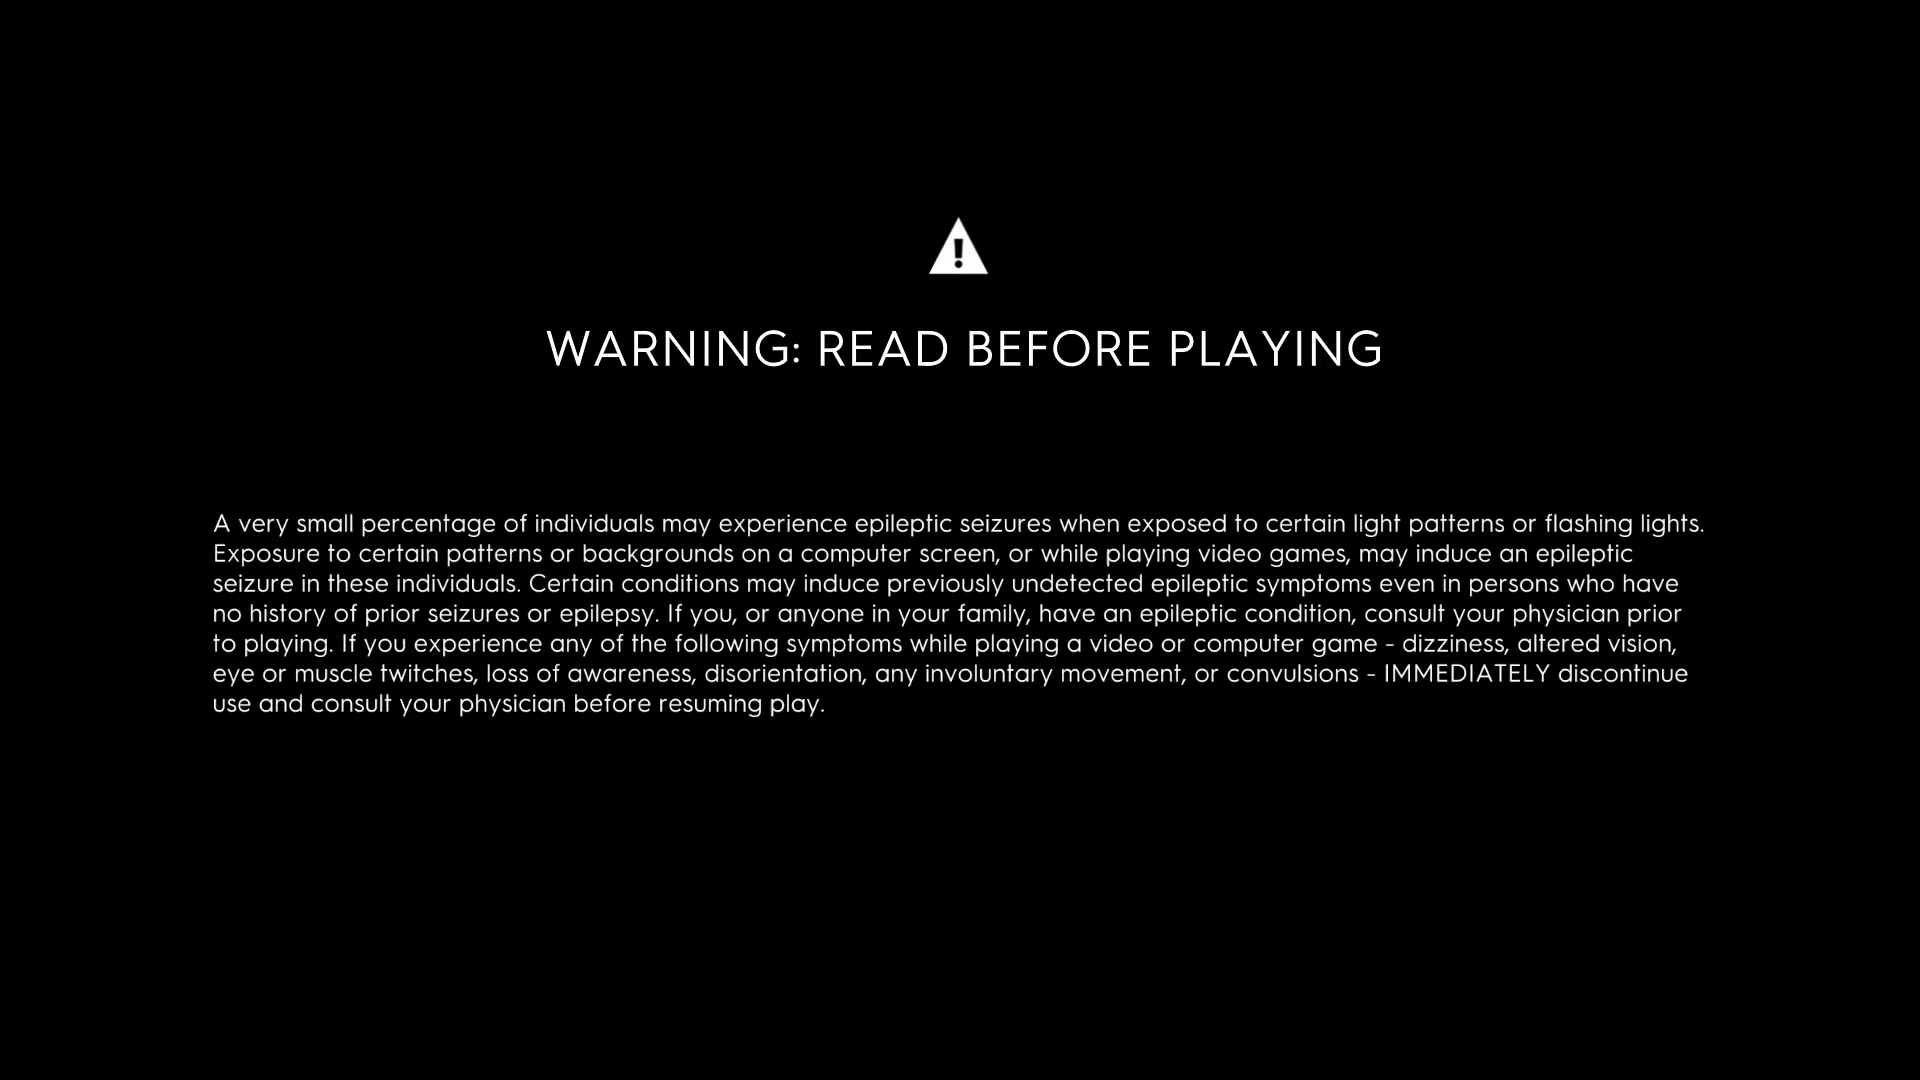 WARNING: READ BEFORE PLAYING
A very small percentage of individuals may experience epileptic seizures when exposed to certain light patterns or flashing lights.
Exposure to certain patterns or backgrounds on a computer screen, or while playing video games, may induce an epileptic
seizure in these individuals. Certain conditions may induce previously undetected epileptic symptoms even in persons who have
no history of prior seizures or epilepsy. If you, or anyone in your family, have an epileptic condition, consult your physician prior
to playing. If you experience any of the following symptoms while playing a video or computer game - dizziness, altered vision,
eye or muscle twitches, loss of awareness, disorientation, any involuntary movement, or convulsions - IMMEDIATELY discontinue
use and consult your physician before resuming play.